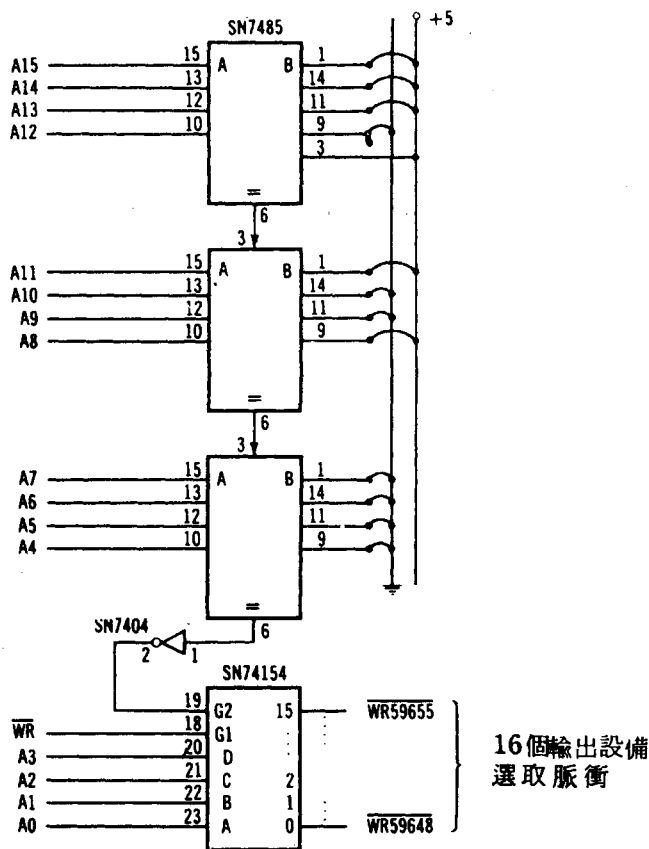 +5
SN7485
A15 15 A B 1
A14 13 14
A13 12 11
A12 10 9
3
=
6
3
A11 15 A B 1
A10 13 14
A9 12 11
A8 10 9
=
6
3
A7 15 A B 1
A6 13 14
A5 12 11
A4 10 9
=
6
SN7404
2 1
SN74154
19 G2 15 WR59655
WR 18 G1
A3 20 D
A2 21 C 2
A1 22 B 1
A0 23 A 0 WR59648
16個輸出設備
選取脈衝